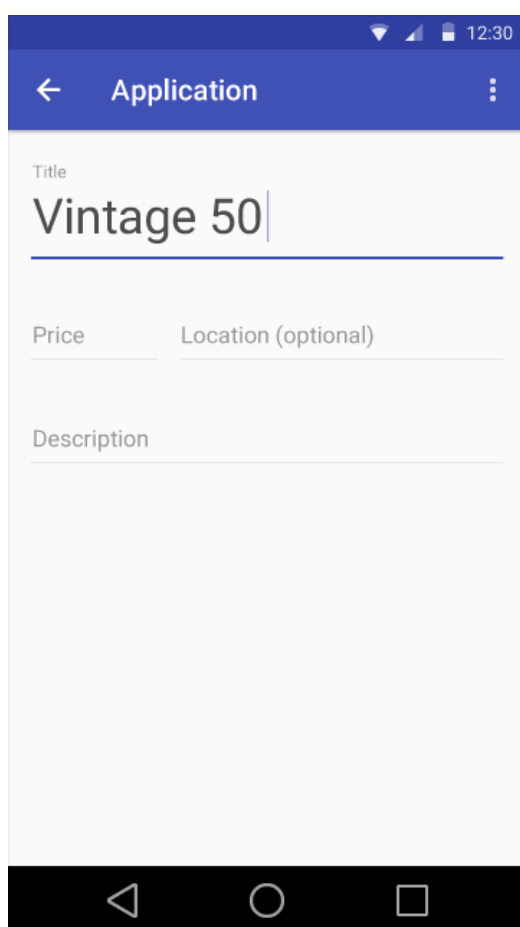 12:30
Application
Title
Vintage 50
Price Location (optional)
Description